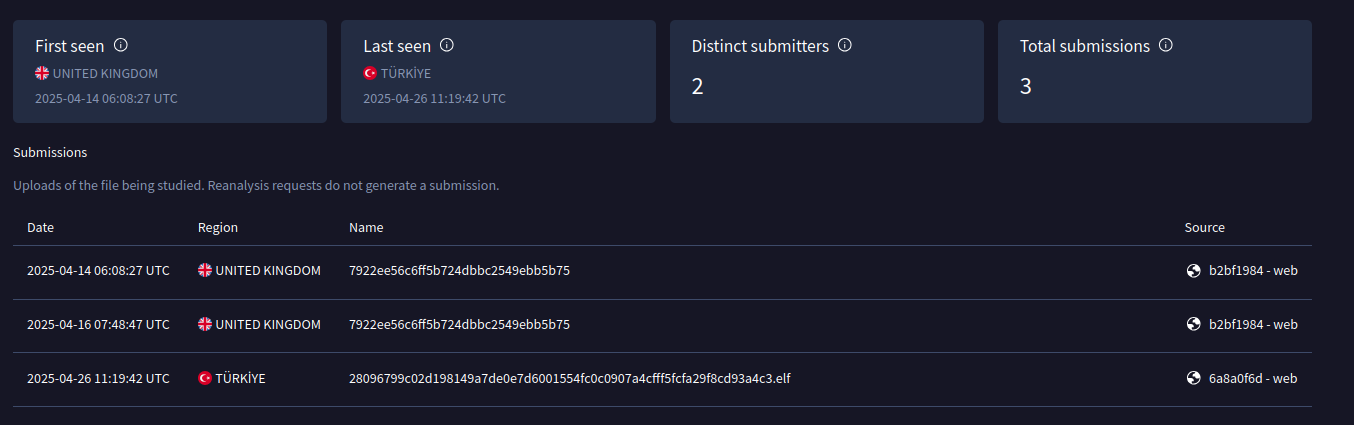 First seen
Last seen
Distinct submitters
Total submissions
UNITED KINGDOM
TÜRKİYE
2
3
2025-04-14 06:08:27 UTC
2025-04-26 11:19:42 UTC
Submissions
Uploads of the file being studied. Reanalysis requests do not generate a submission.
Date Region Name Source
2025-04-14 06:08:27 UTC UNITED KINGDOM 7922ee56c6ff5b724dbbc2549ebb5b75 b2bf1984 - web
2025-04-16 07:48:47 UTC UNITED KINGDOM 7922ee56c6ff5b724dbbc2549ebb5b75 b2bf1984 - web
2025-04-26 11:19:42 UTC TÜRKİYE 28096799c02d198149a7de0e7d6001554fc0c0907a4cfff5fcfa29f8cd93a4c3.elf 6a8a0f6d - web